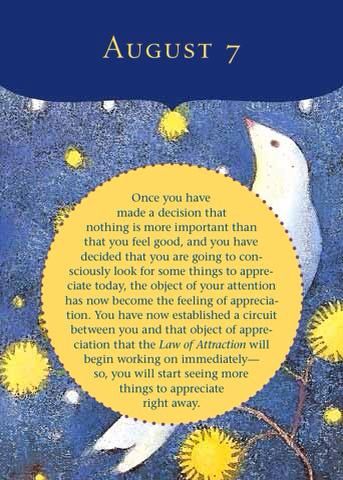 August 7
Once you have
made a decision that
nothing is more important than
that you feel good, and you have
decided that you are going to con-
sciously look for some things to appre-
ciate today, the object of your attention
has now become the feeling of apprecia-
tion. You have now established a circuit
between you and that object of appre-
ciation that the Law of Attraction will
begin working on immediately—
so, you will start seeing more
things to appreciate
right away.